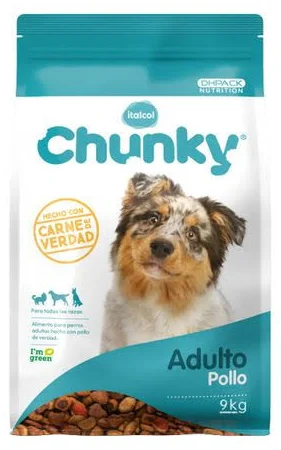 DHPACK
NUTRITION
italcol
Chunky®
HECHO CON
CARNE DE
VERDAD
Para todas las razas
Alimento para perros
adultos hecho con pollo
de verdad.
I'm
green
Adulto
Pollo
9kg